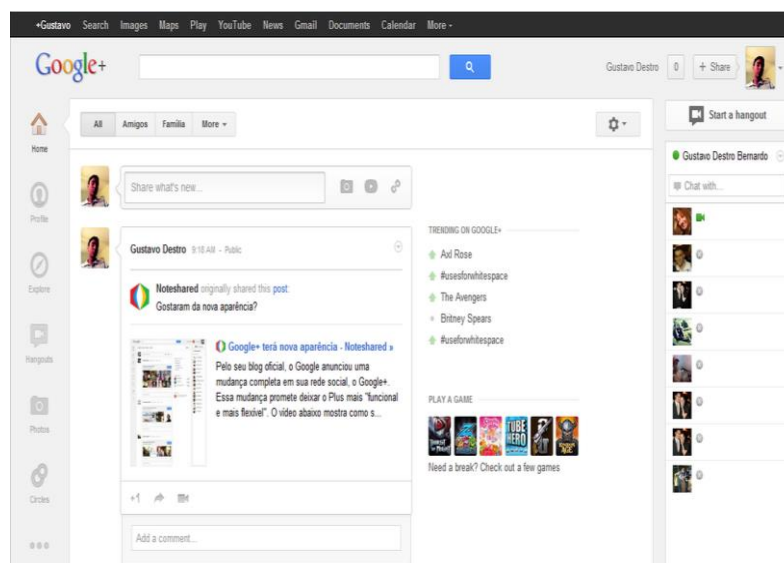 +Gustavo Search Images Maps Play YouTube News Gmail Documents Calendar More
Google+
Gustavo Destro 0 + Share
All Amigos Família More
Start a hangout
Home
Gustavo Destro Bernardo
Share what's new...
Chat with...
Profile
Gustavo Destro 9:18 AM - Public
TRENDING ON GOOGLE+
Axl Rose
#usesforwhitespace
The Avengers
Britney Spears
#useforwhitespace
Explore
Noteshared originally shared this post:
Gostaram da nova aparência?
Hangouts
Google+ terá nova aparência - Noteshared »
Pelo seu blog oficial, o Google anunciou uma
mudança completa em sua rede social, o Google+.
Essa mudança promete deixar o Plus mais "funcional
e mais flexível". O vídeo abaixo mostra como s...
Photos
PLAY A GAME
TUBE
HERO
Need a break? Check out a few games
Circles
+1
Add a comment...